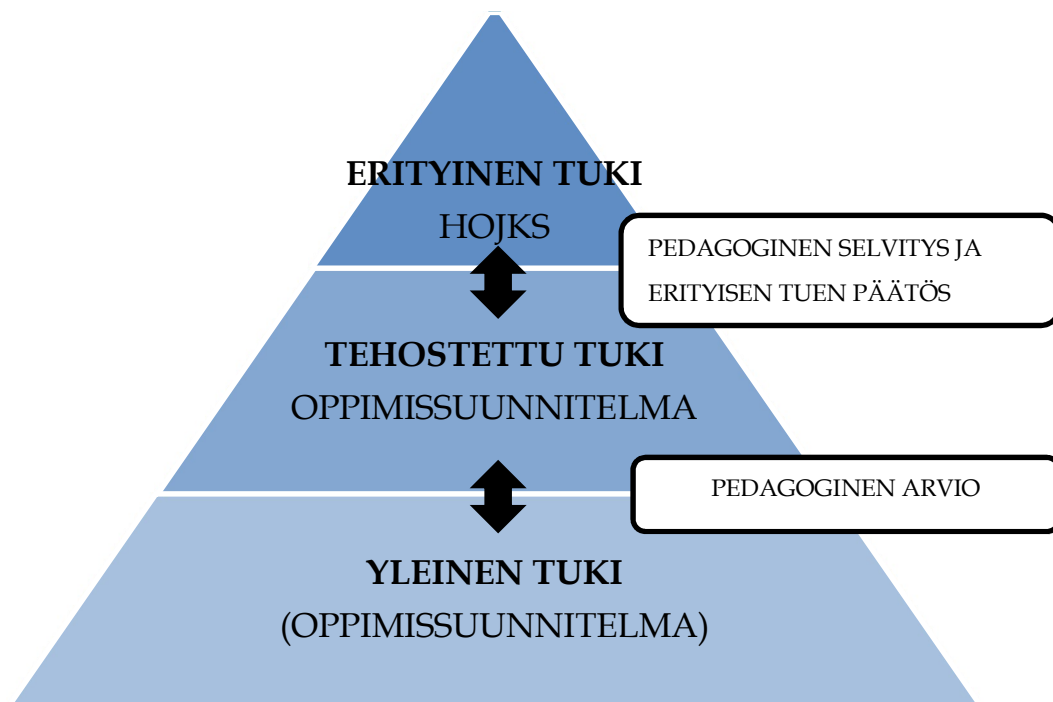 ERITYINEN TUKI
HOJKS
PEDAGOGINEN SELVITYS JA
ERITYISEN TUEN PÄÄTÖS
TEHOSTETTU TUKI
OPPIMISSUUNNITELMA
PEDAGOGINEN ARVIO
YLEINEN TUKI
(OPPIMISSUUNNITELMA)